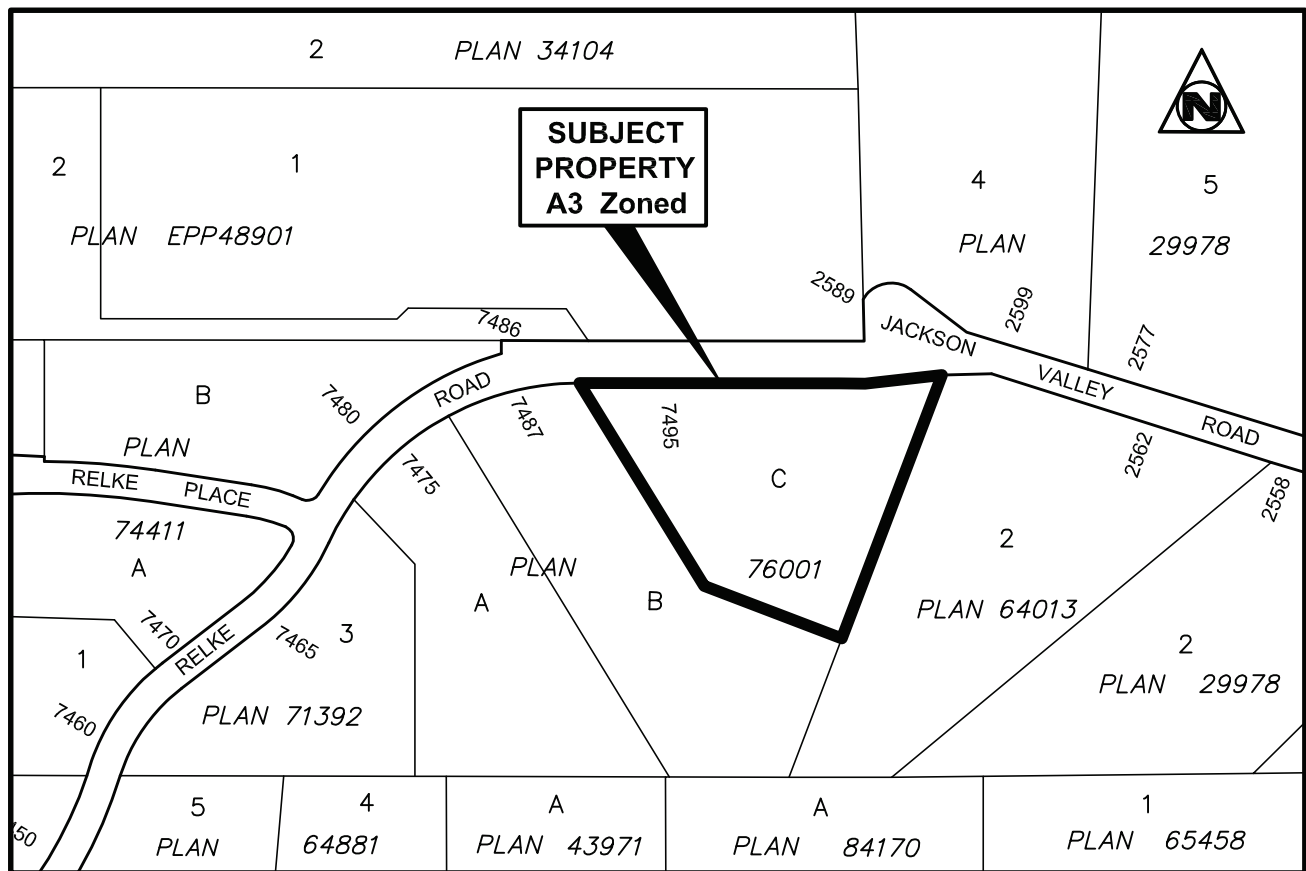 2 PLAN 34104
N
SUBJECT
PROPERTY
A3 Zoned
2
1
4
5
PLAN EPP48901
PLAN 29978
2589
2599
7486
JACKSON
2577
B
7480
ROAD
VALLEY
7487
7495
ROAD
PLAN
2562
7475
RELKE PLACE
C
2558
74411
2
A
PLAN 76001
A
B
PLAN 64013
7470
RELKE
7465
3
1
2
PLAN 29978
7460
PLAN 71392
5
4
A
A
1
450
PLAN 64881
PLAN 43971
PLAN 84170
PLAN 65458